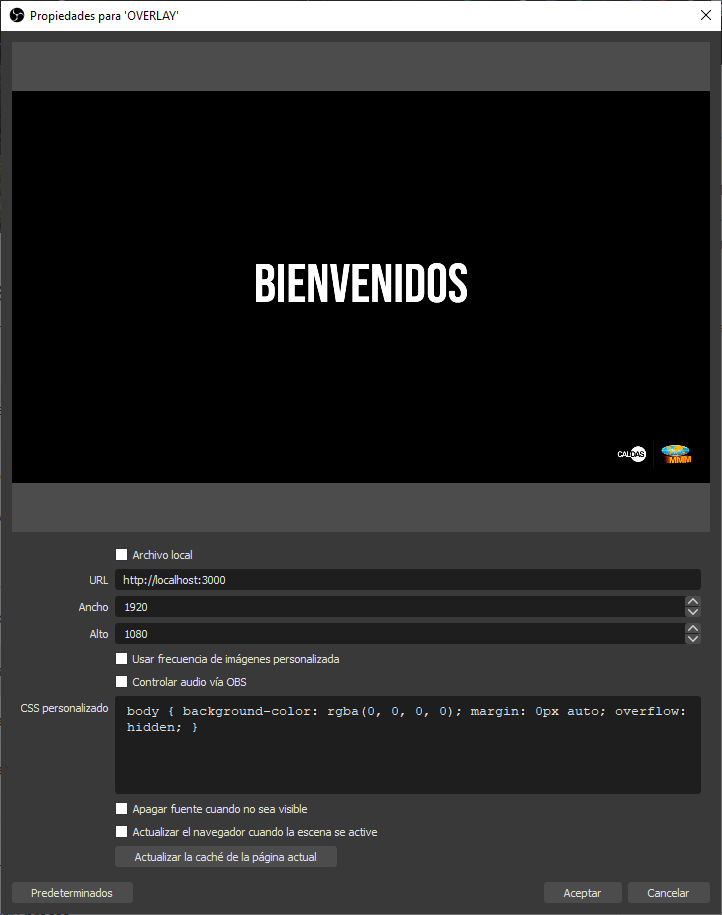 Propiedades para 'OVERLAY'
BIENVENIDOS
CALDAS
MMM
Archivo local
URL
http://localhost:3000
Ancho
1920
Alto
1080
Usar frecuencia de imágenes personalizada
Controlar audio vía OBS
CSS personalizado
body { background-color: rgba(0, 0, 0, 0); margin: 0px auto; overflow:
hidden; }
Apagar fuente cuando no sea visible
Actualizar el navegador cuando la escena se active
Actualizar la caché de la página actual
Predeterminados
Aceptar
Cancelar